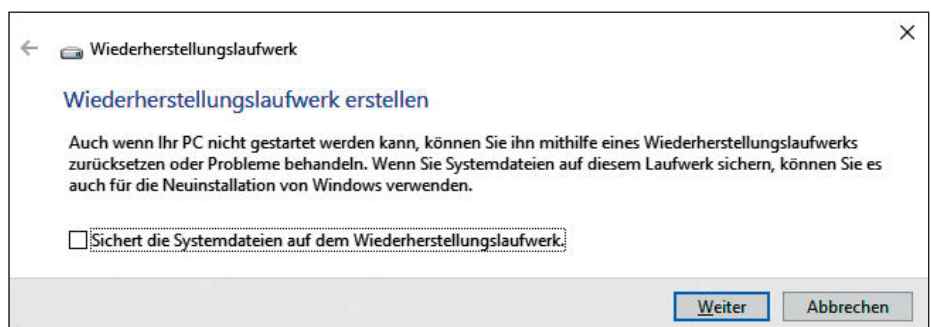 Wiederherstellungslaufwerk
Wiederherstellungslaufwerk erstellen
Auch wenn Ihr PC nicht gestartet werden kann, können Sie ihn mithilfe eines Wiederherstellungslaufwerks
zurücksetzen oder Probleme behandeln. Wenn Sie Systemdateien auf diesem Laufwerk sichern, können Sie es
auch für die Neuinstallation von Windows verwenden.
Sichert die Systemdateien auf dem Wiederherstellungslaufwerk.
Weiter Abbrechen